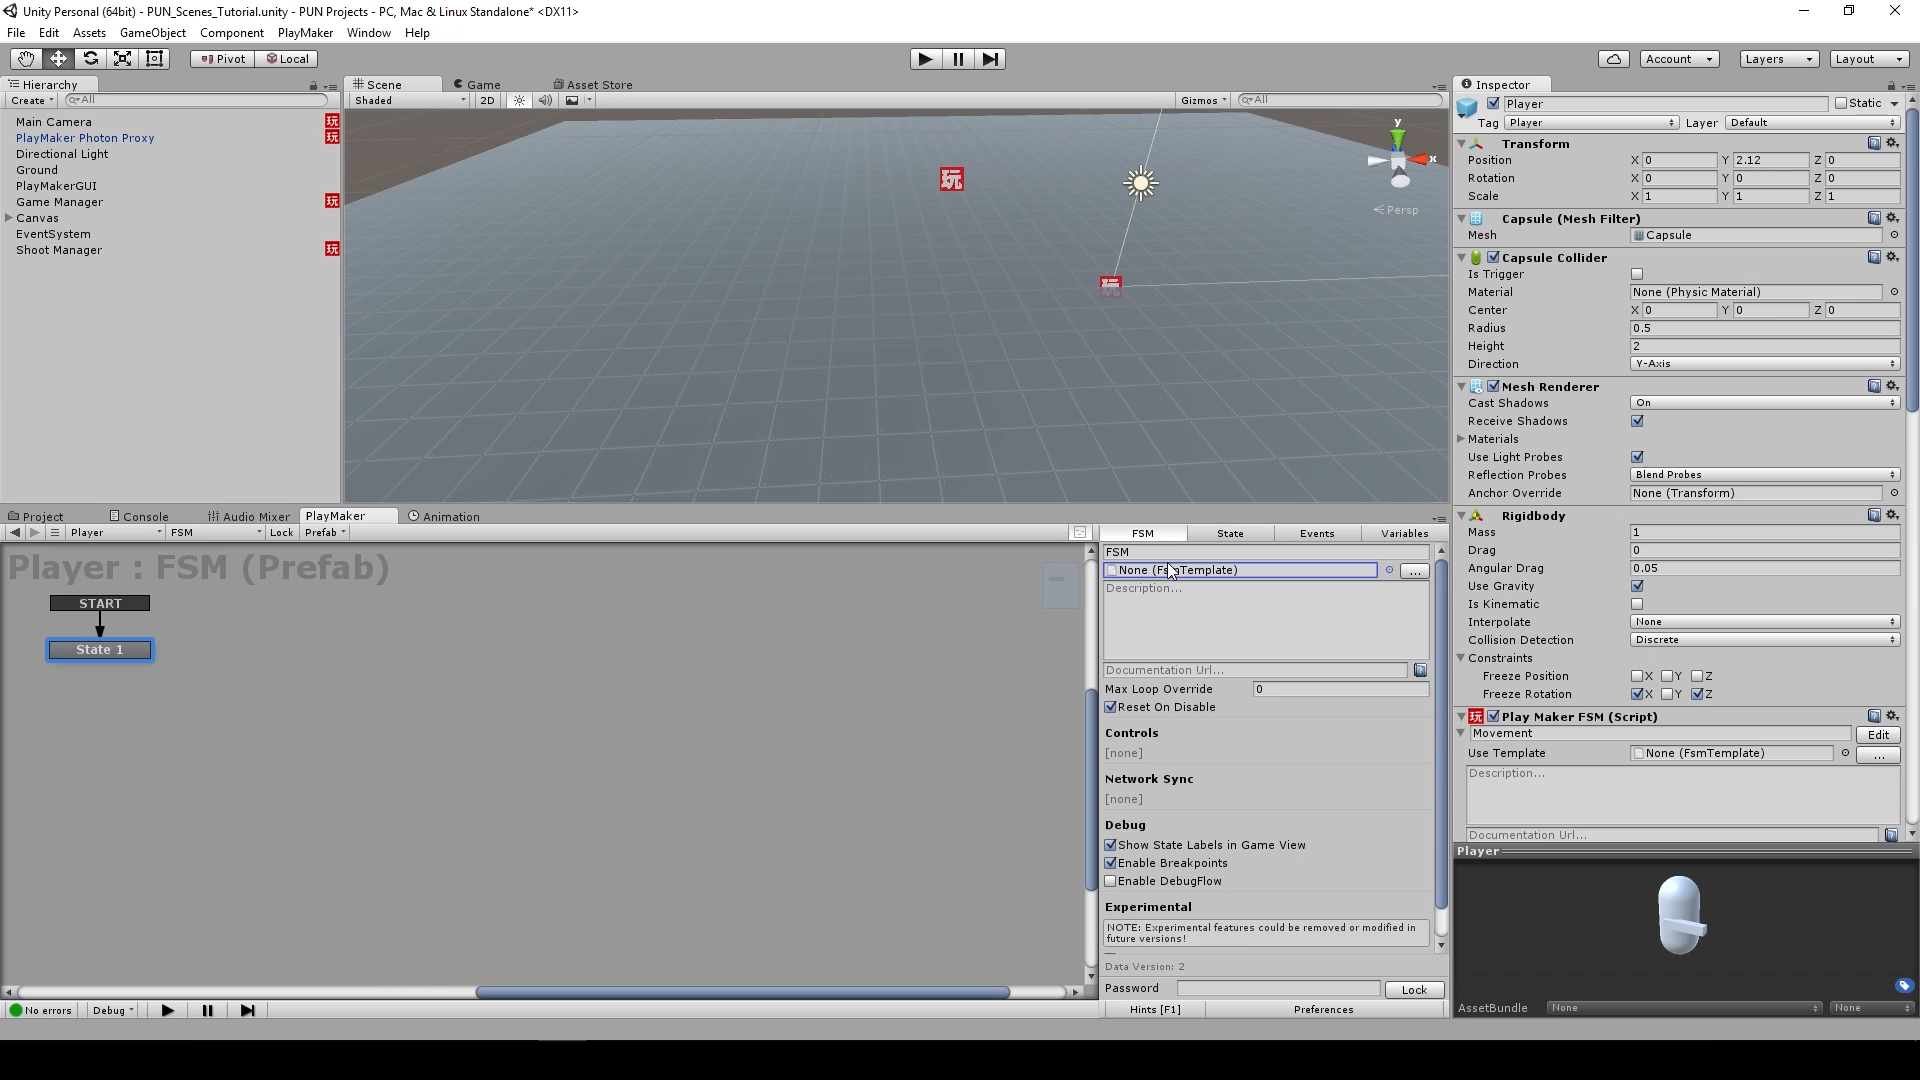 Unity Personal (64bit) - PUN_Scenes_Tutorial.unity - PUN Projects - PC, Mac & Linux Standalone* <DX11>
File Edit Assets GameObject Component PlayMaker Window Help
Pivot Local Account Layers Layout
Hierarchy
Create All
Main Camera 玩
PlayMaker Photon Proxy 玩
Directional Light
Ground
PlayMakerGUI
Game Manager 玩
Canvas
EventSystem
Shoot Manager 玩
Scene Game Asset Store
Shaded 2D Gizmos All
玩
玩
y
x
Persp
Inspector
Player Static
Tag Player Layer Default
Transform
Position X 0 Y 2.12 Z 0
Rotation X 0 Y 0 Z 0
Scale X 1 Y 1 Z 1
Capsule (Mesh Filter)
Mesh Capsule
Capsule Collider
Is Trigger
Material None (Physic Material)
Center X 0 Y 0 Z 0
Radius 0.5
Height 2
Direction Y-Axis
Mesh Renderer
Cast Shadows On
Receive Shadows
Materials
Use Light Probes
Reflection Probes Blend Probes
Anchor Override None (Transform)
Rigidbody
Mass 1
Drag 0
Angular Drag 0.05
Use Gravity
Is Kinematic
Interpolate None
Collision Detection Discrete
Constraints
Freeze Position X Y Z
Freeze Rotation X Y Z
玩 Play Maker FSM (Script)
Movement Edit
Use Template None (FsmTemplate) ...
Description...
Documentation Url...
Player
AssetBundle None None
Project Console Audio Mixer PlayMaker Animation
Player FSM Lock Prefab
Player : FSM (Prefab)
START
State 1
FSM State Events Variables
FSM
None (FsmTemplate) ...
Description...
Documentation Url...
Max Loop Override 0
Reset On Disable
Controls
[none]
Network Sync
[none]
Debug
Show State Labels in Game View
Enable Breakpoints
Enable DebugFlow
Experimental
NOTE: Experimental features could be removed or modified in
future versions!
Data Version: 2
Password Lock
Hints [F1] Preferences
No errors Debug